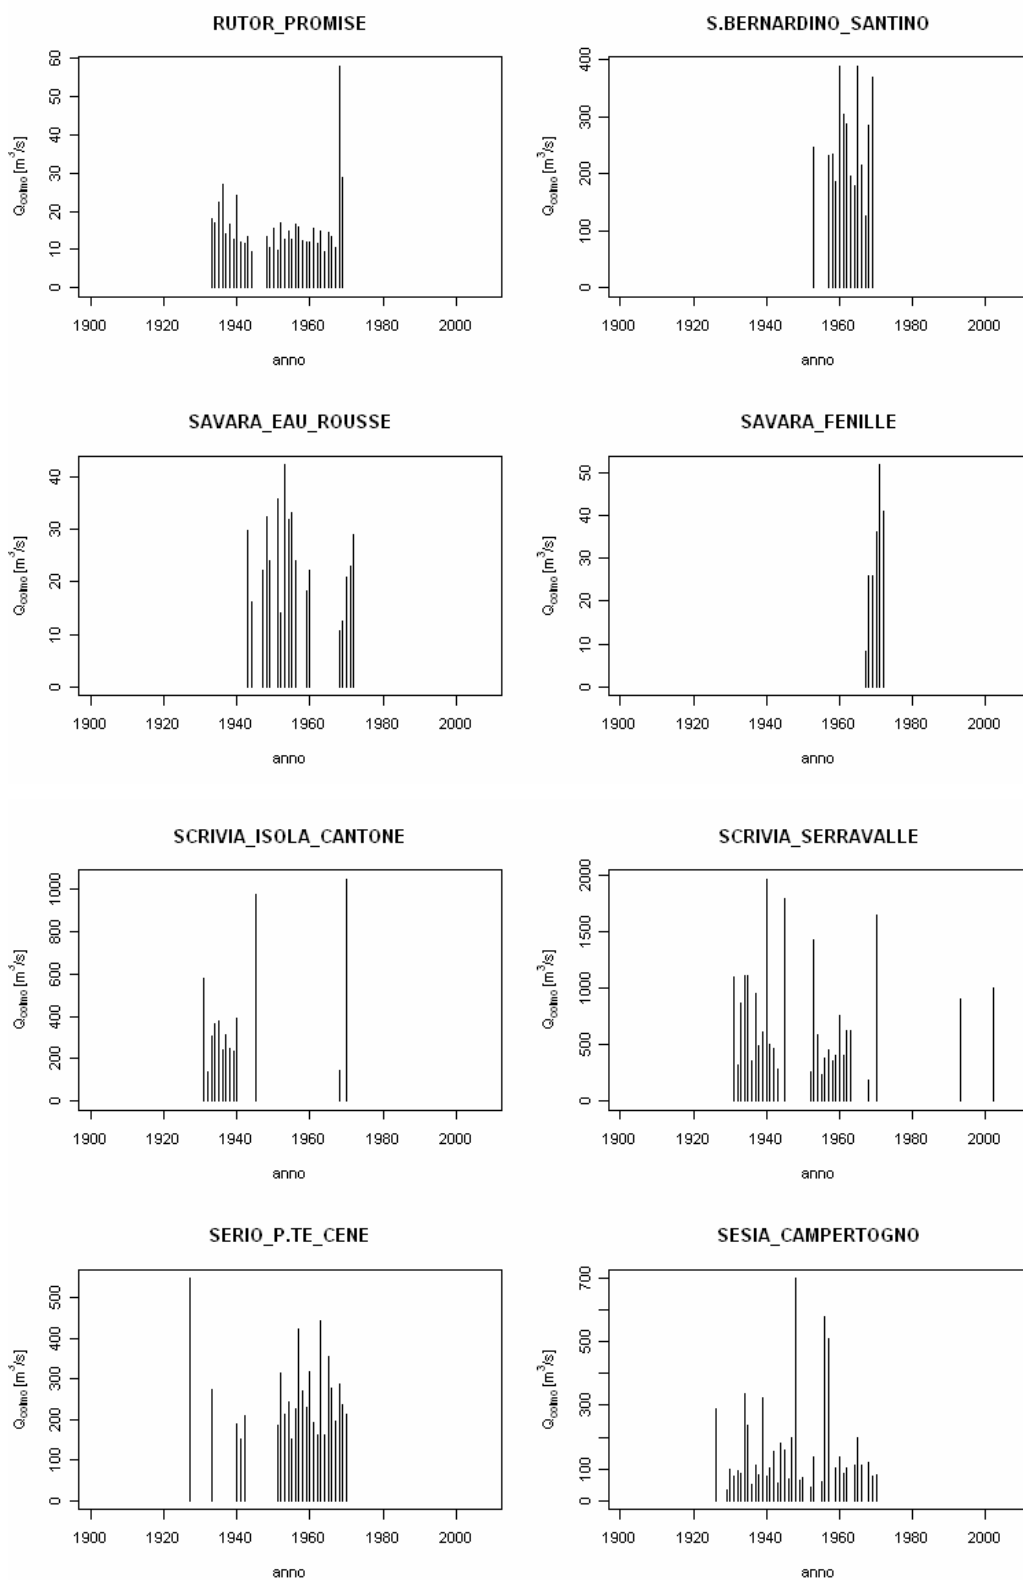 RUTOR_PROMISE
Q_colmo [m³/s]
60
50
40
30
20
10
0
1900 1920 1940 1960 1980 2000
anno
S.BERNARDINO_SANTINO
Q_colmo [m³/s]
400
300
200
100
0
1900 1920 1940 1960 1980 2000
anno
SAVARA_EAU_ROUSSE
Q_colmo [m³/s]
40
30
20
10
0
1900 1920 1940 1960 1980 2000
anno
SAVARA_FENILLE
Q_colmo [m³/s]
50
40
30
20
10
0
1900 1920 1940 1960 1980 2000
anno
SCRIVIA_ISOLA_CANTONE
Q_colmo [m³/s]
1000
800
600
400
200
0
1900 1920 1940 1960 1980 2000
anno
SCRIVIA_SERRAVALLE
Q_colmo [m³/s]
2000
1500
1000
500
0
1900 1920 1940 1960 1980 2000
anno
SERIO_P.TE_CENE
Q_colmo [m³/s]
500
400
300
200
100
0
1900 1920 1940 1960 1980 2000
anno
SESIA_CAMPERTOGNO
Q_colmo [m³/s]
700
500
300
100
0
1900 1920 1940 1960 1980 2000
anno